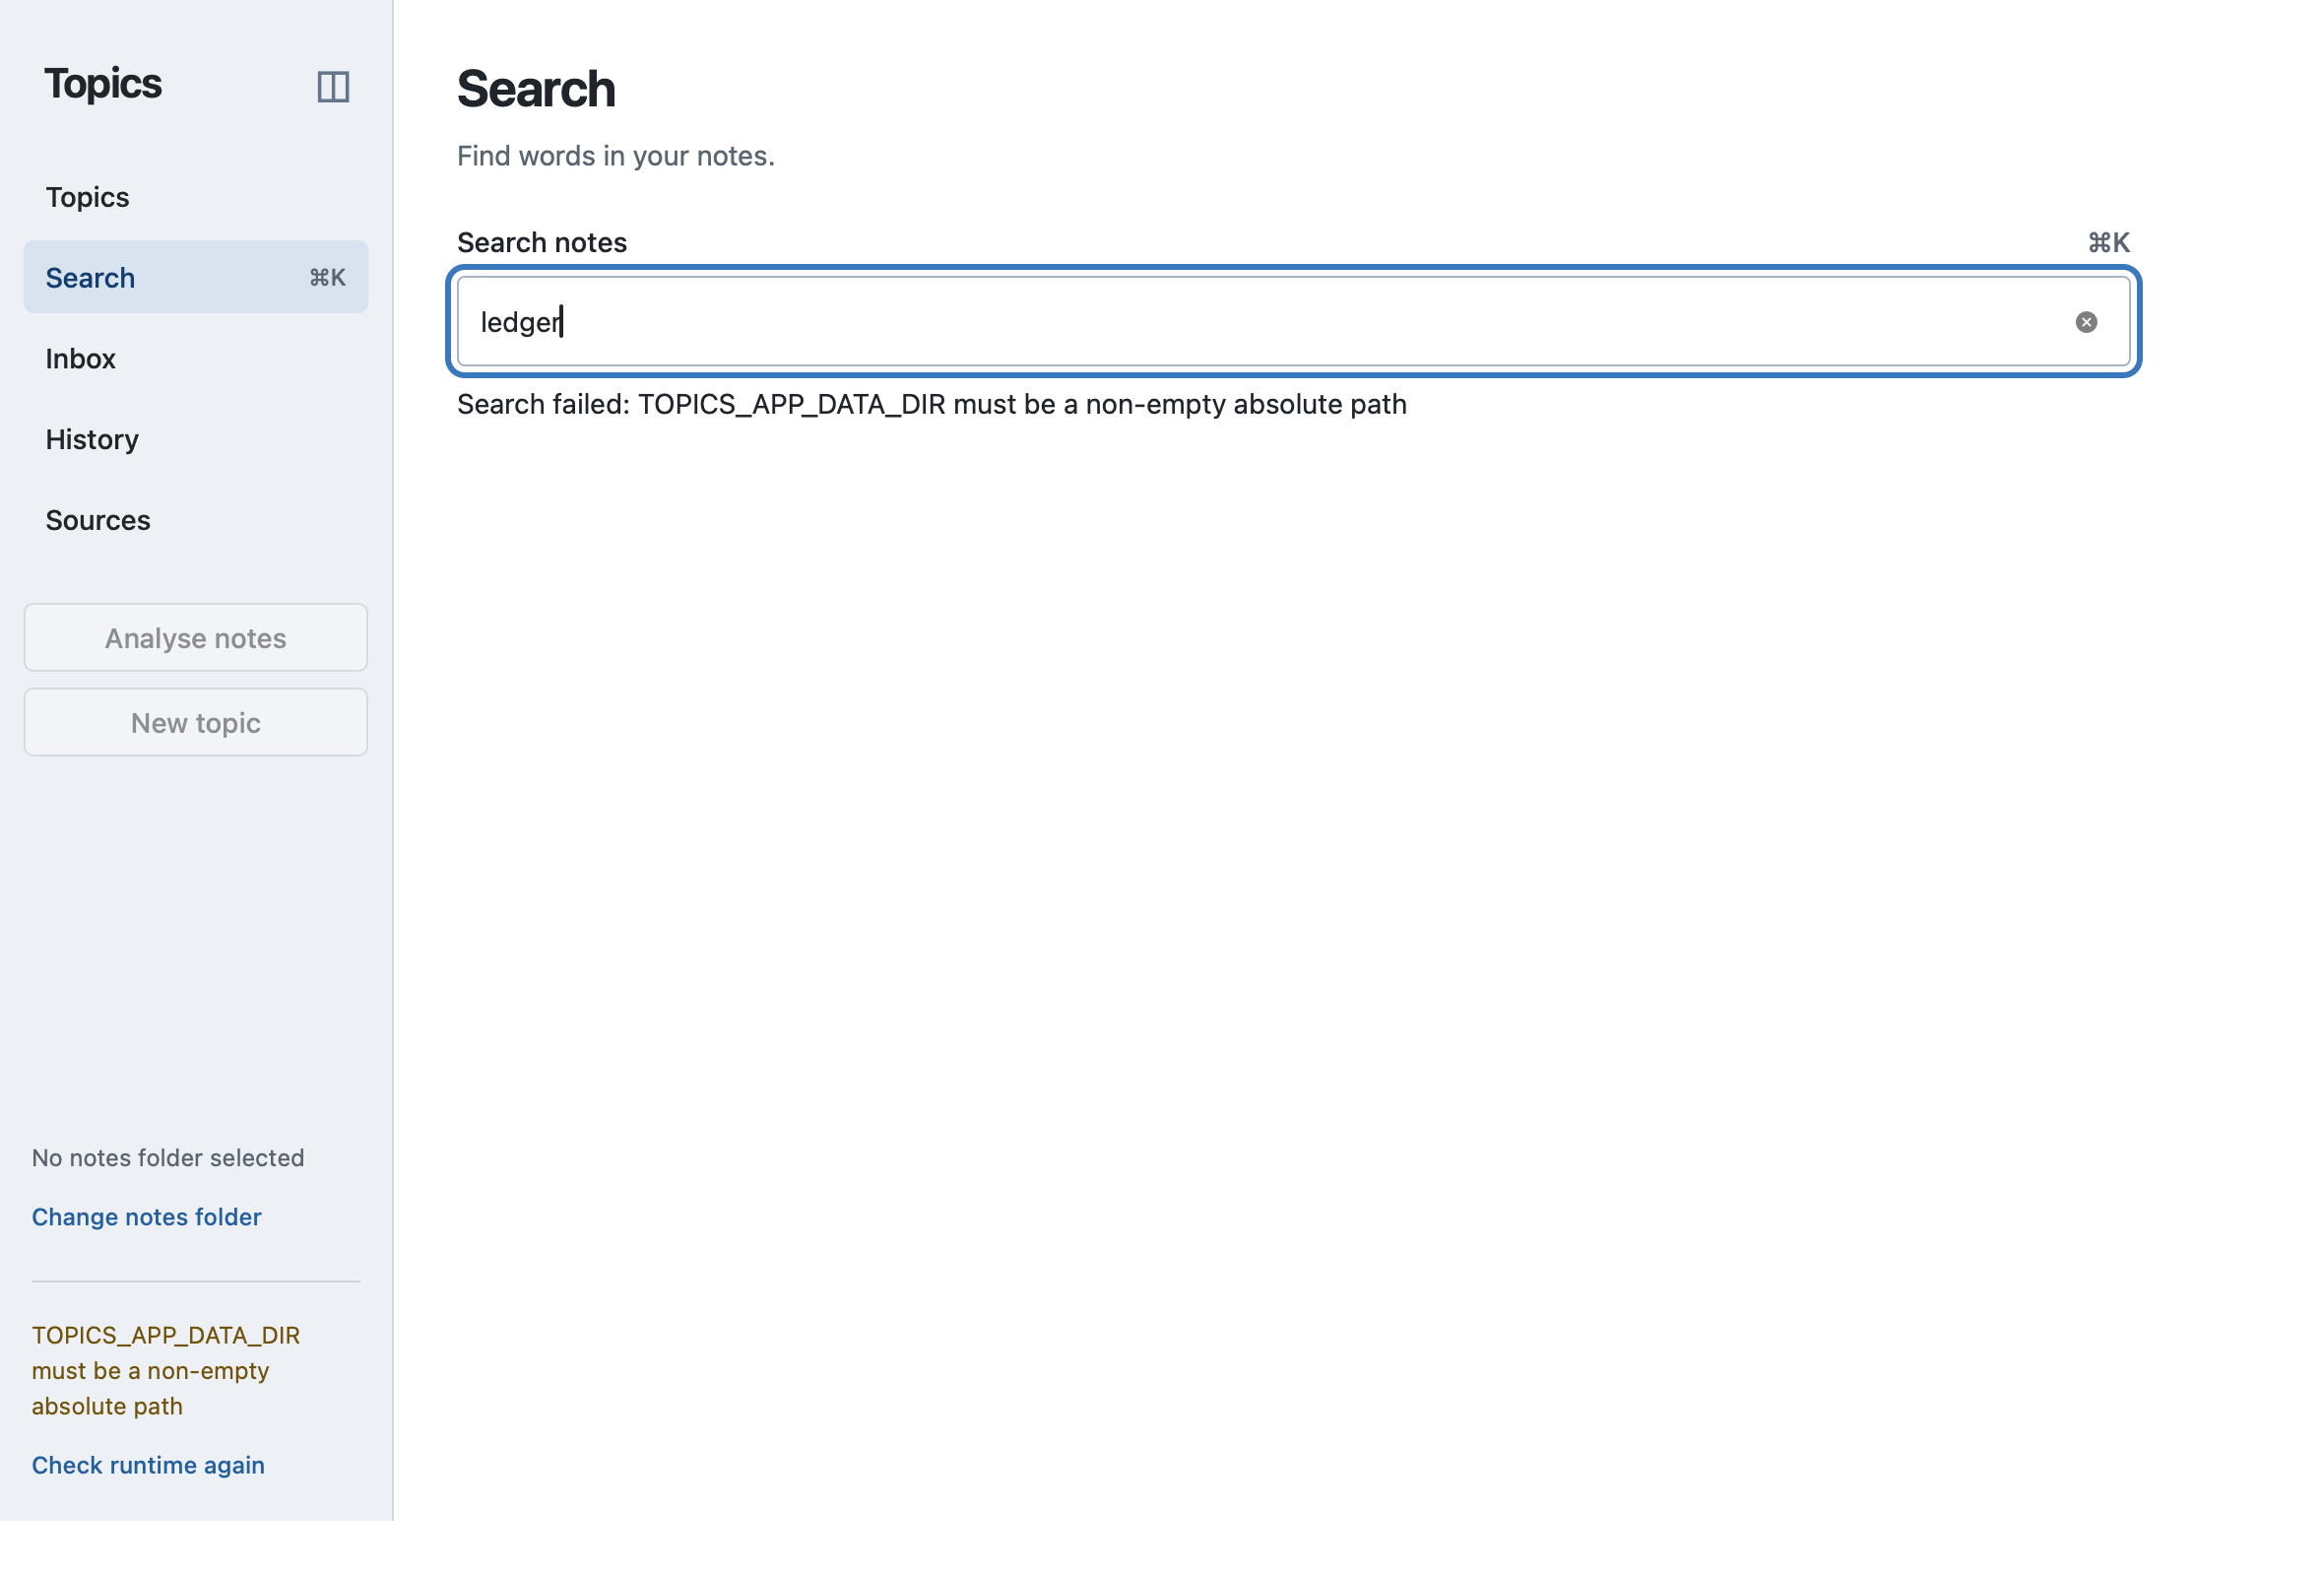 Topics
Topics
Search ⌘K
Inbox
History
Sources
Analyse notes
New topic
No notes folder selected
Change notes folder
TOPICS_APP_DATA_DIR
must be a non-empty
absolute path
Check runtime again
Search
Find words in your notes.
Search notes ⌘K
ledger
Search failed: TOPICS_APP_DATA_DIR must be a non-empty absolute path